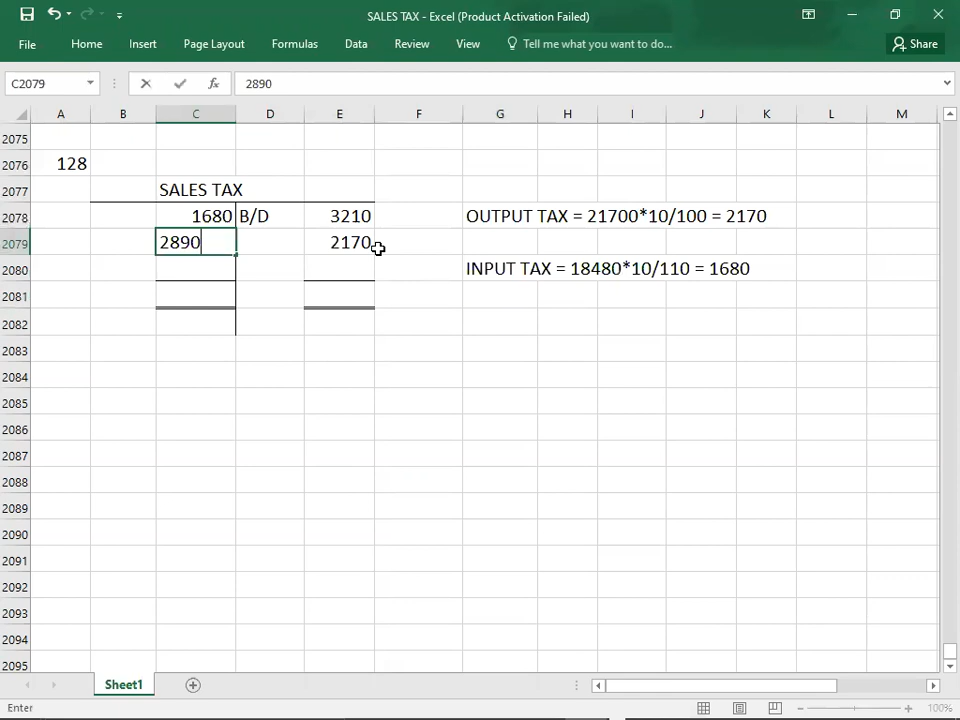 SALES TAX - Excel (Product Activation Failed)
File Home Insert Page Layout Formulas Data Review View Tell me what you want to do... Share
C2079 fx 2890
A B C D E F G H I J K L M
2075
2076 128
2077 SALES TAX
2078 1680 B/D 3210 OUTPUT TAX = 21700*10/100 = 2170
2079 2890 2170
2080 INPUT TAX = 18480*10/110 = 1680
2081
2082
2083
2084
2085
2086
2087
2088
2089
2090
2091
2092
2093
2094
2095
Sheet1
Enter 100%